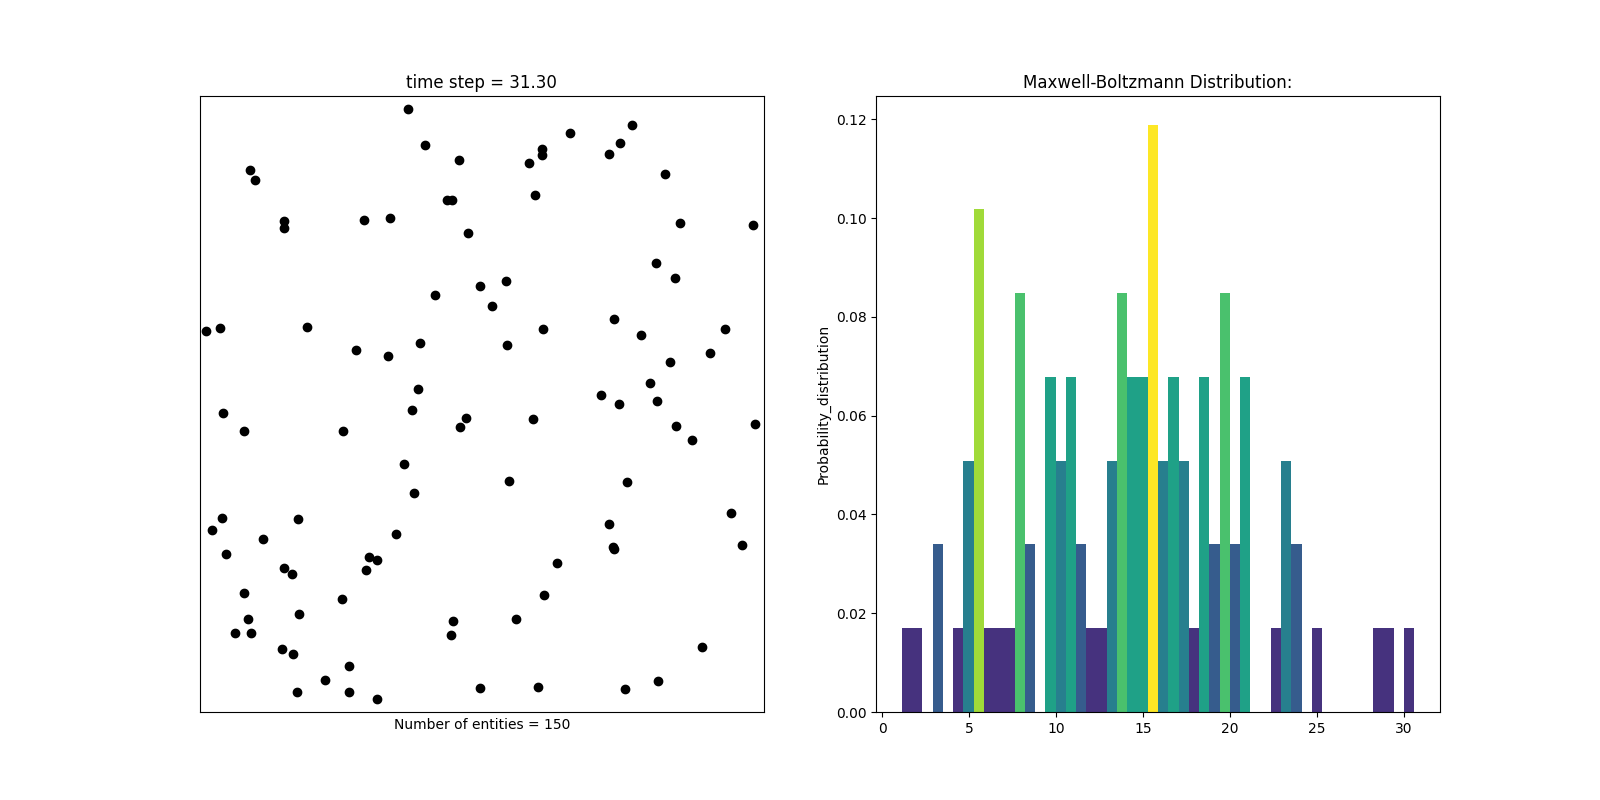 time step = 31.30
Number of entities = 150
Maxwell-Boltzmann Distribution:
Probability_distribution
0.12
0.10
0.08
0.06
0.04
0.02
0.00
0 5 10 15 20 25 30